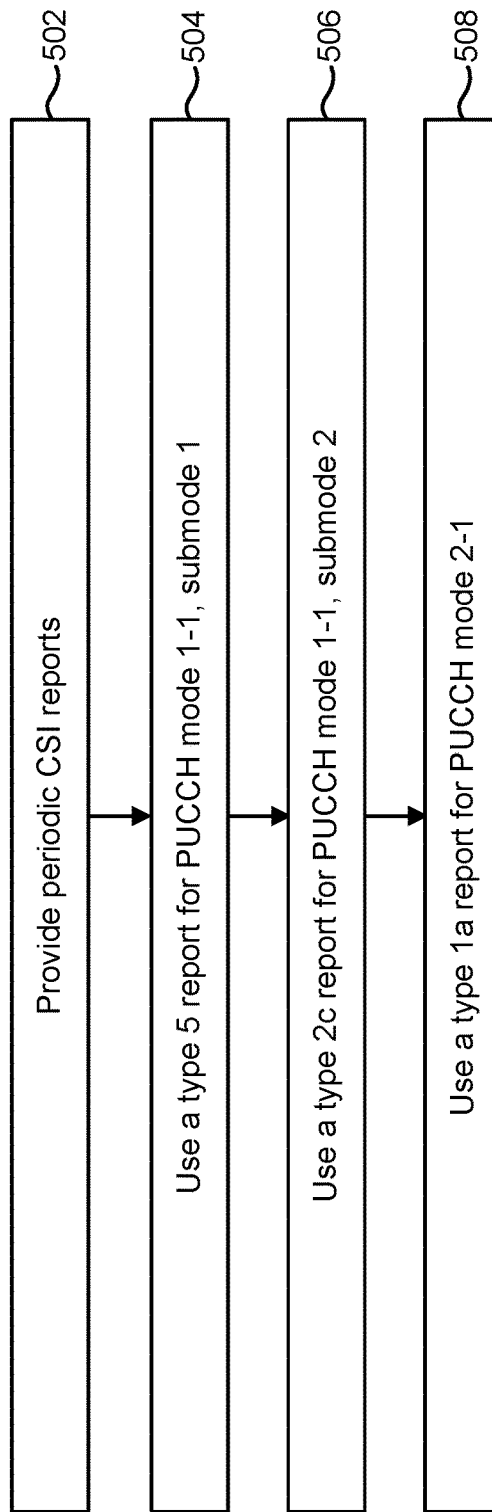 Provide periodic CSI reports
502
Use a type 5 report for PUCCH mode 1-1, submode 1
504
Use a type 2c report for PUCCH mode 1-1, submode 2
506
Use a type 1a report for PUCCH mode 2-1
508